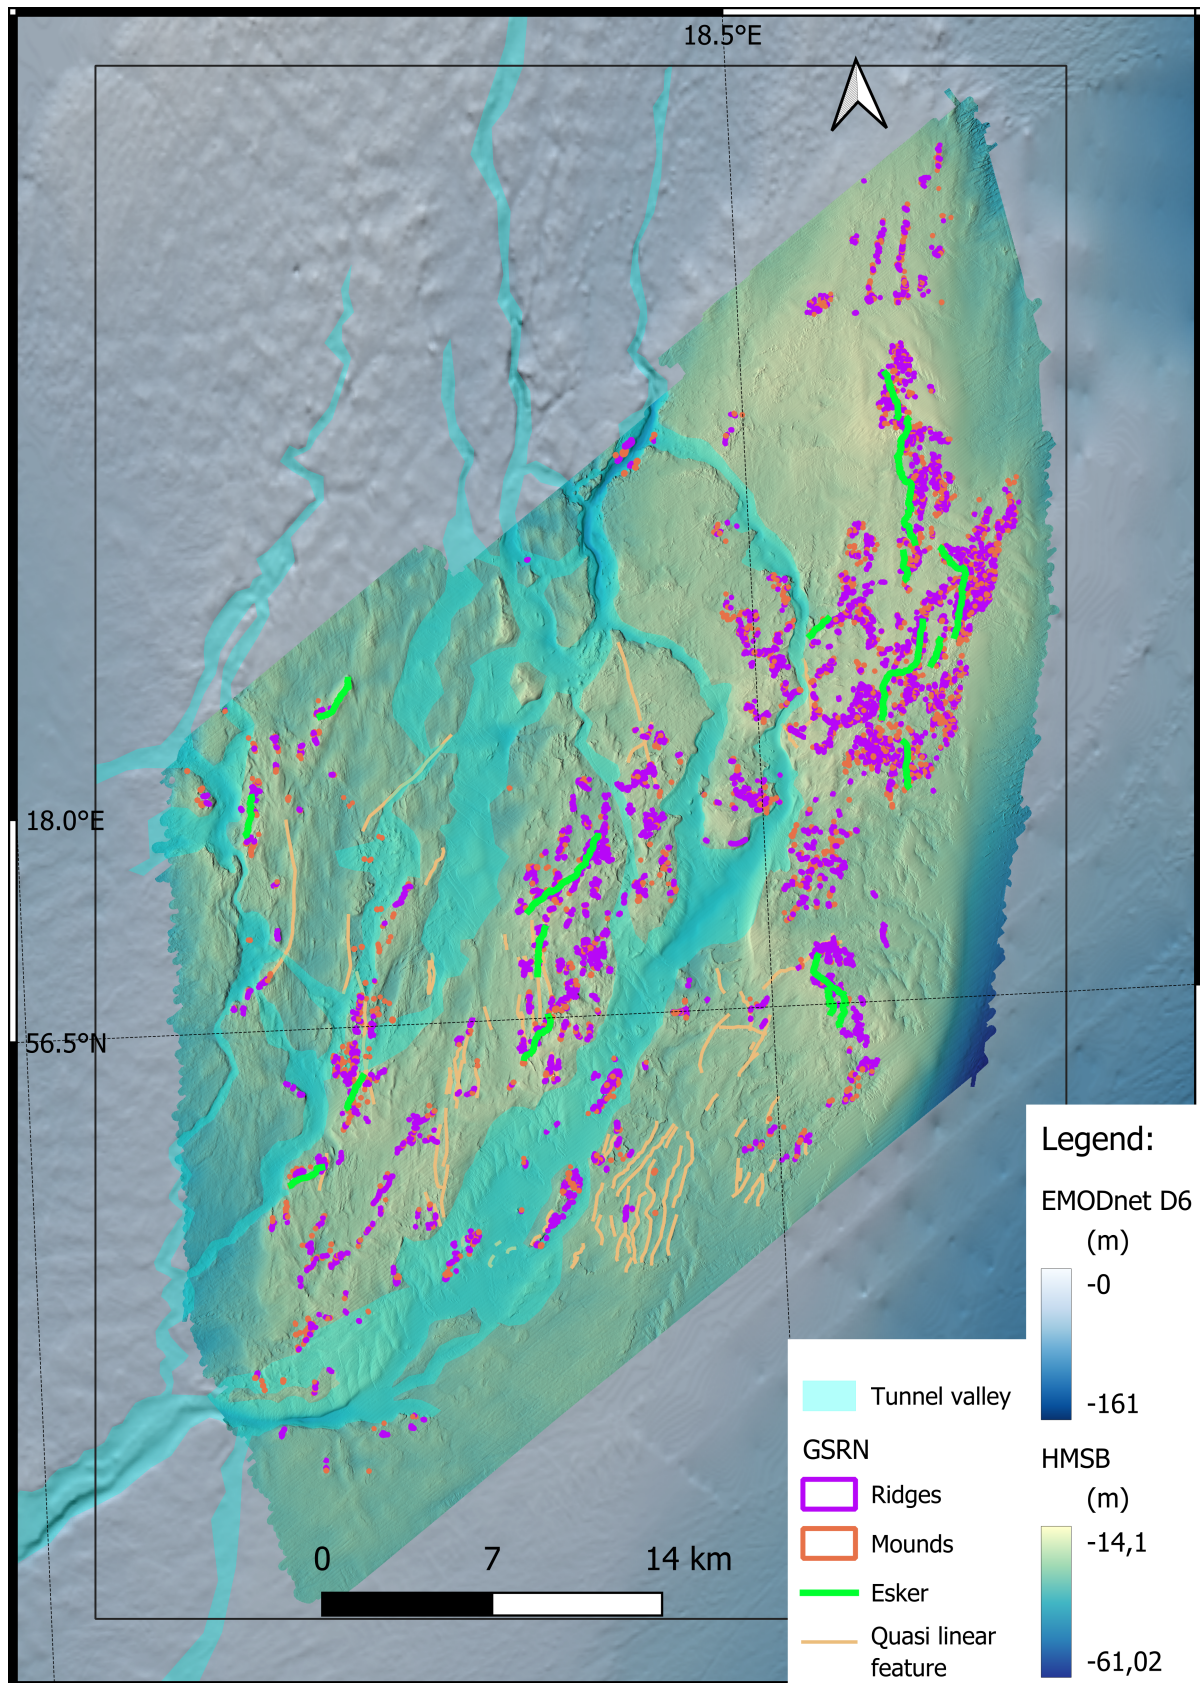 18.5°E
18.0°E
56.5°N
0 7 14 km
Legend:
EMODnet D6
(m)
-0
-161
Tunnel valley
GSRN
Ridges
Mounds
Esker
Quasi linear
feature
HMSB
(m)
-14,1
-61,02